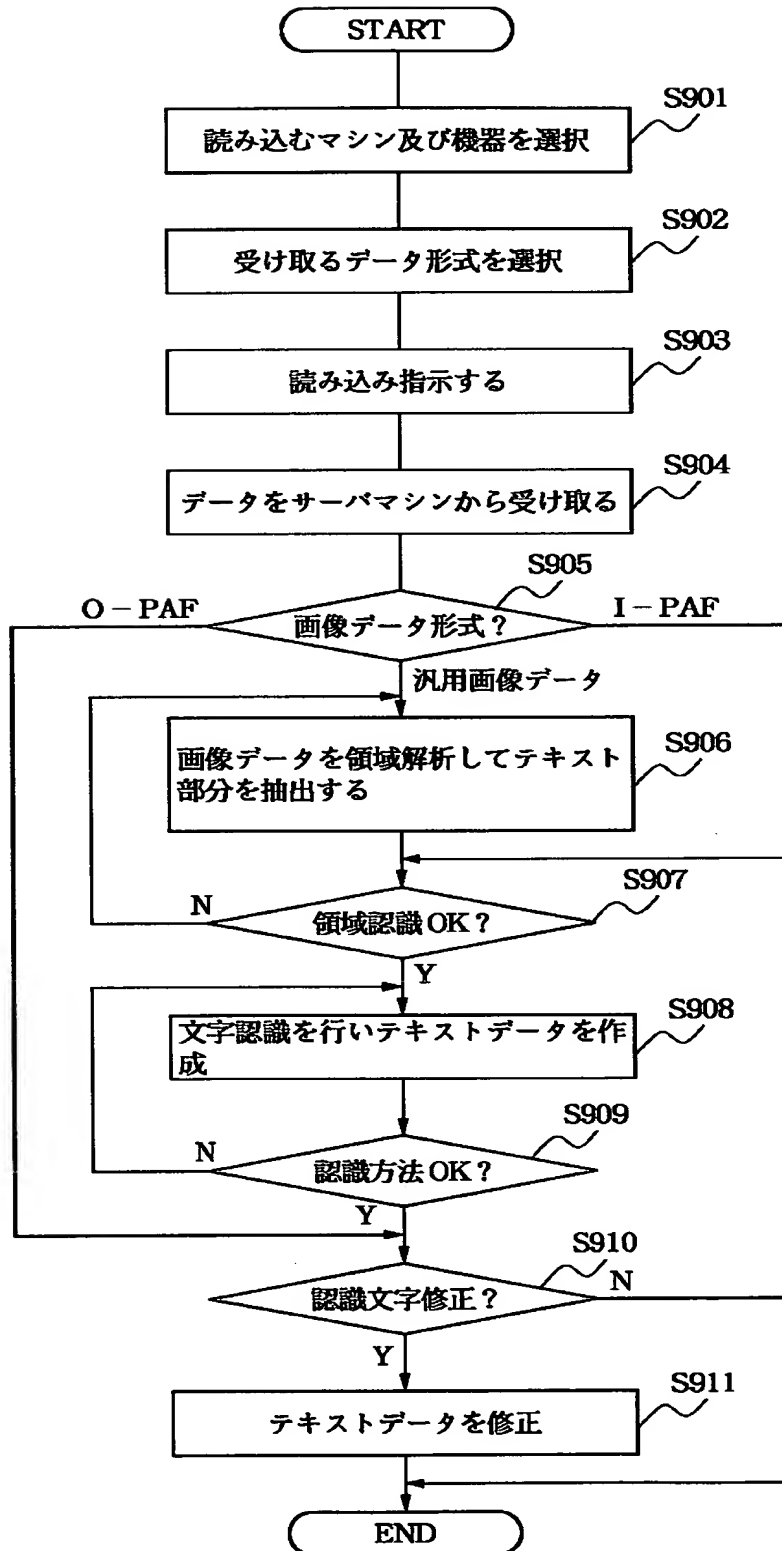 START
S901
読み込むマシン及び機器を選択
S902
受け取るデータ形式を選択
S903
読み込み指示する
S904
データをサーバマシンから受け取る
S905
O-PAF
画像データ形式？
I-PAF
汎用画像データ
S906
画像データを領域解析してテキスト
部分を抽出する
S907
N
領域認識OK？
Y
S908
文字認識を行いテキストデータを作
成
S909
N
認識方法OK？
Y
S910
認識文字修正？
N
Y
S911
テキストデータを修正
END